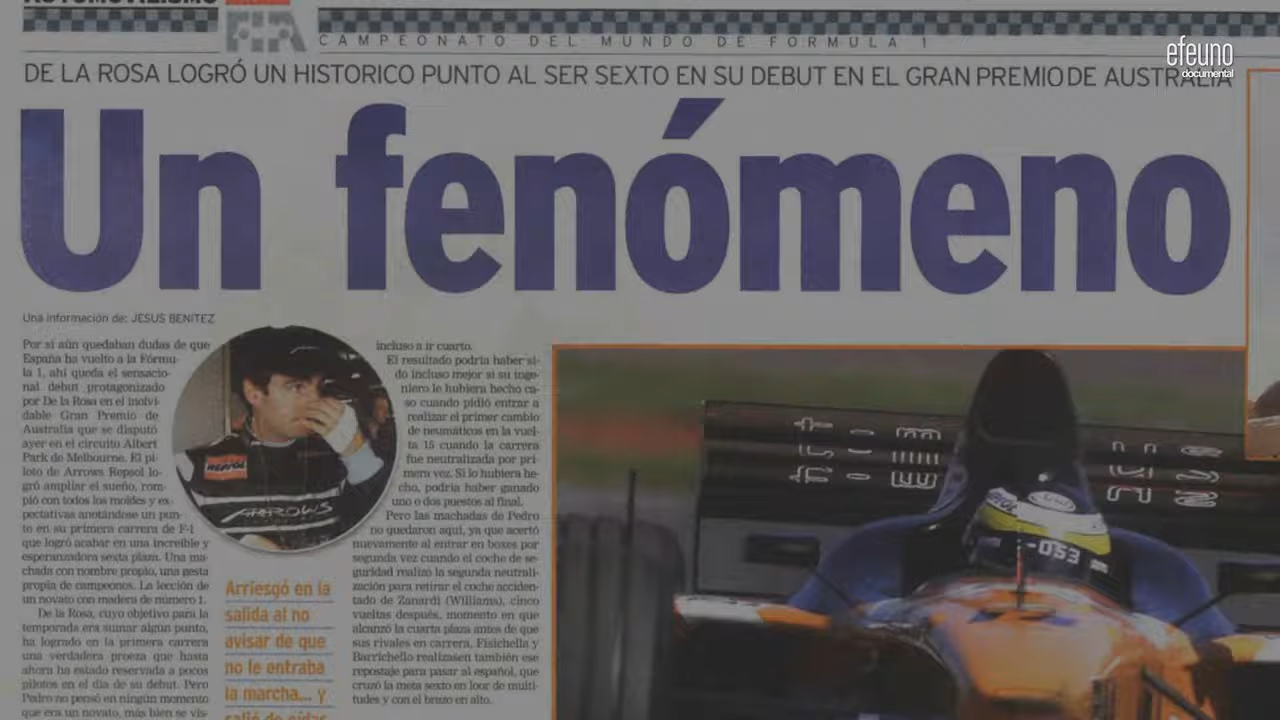 AUTOMOVILISMO
FIA
CAMPEONATO DEL MUNDO DE FORMULA 1
efeuno
documental
DE LA ROSA LOGRÓ UN HISTORICO PUNTO AL SER SEXTO EN SU DEBUT EN EL GRAN PREMIO DE AUSTRALIA
Un fenómeno
Una información de: JESUS BENITEZ
Por si aún quedaban dudas de que
España ha vuelto a la Fórmu-
la 1, ahí queda el sensacio-
nal debut protagonizado
por De la Rosa en el inolvi-
dable Gran Premio de
Australia que se disputó
ayer en el circuito Albert
Park de Melbourne. El pi-
loto de Arrows Repsol lo-
gró ampliar el sueño, rom-
pió con todos los moldes y ex-
pectativas anotándose un pun-
to en su primera carrera de F-1
que logró acabar en una increíble y
esperanzadora sexta plaza. Una ma-
chada con nombre propio, una gesta
propia de campeones. La lección de
un novato con madera de número 1.
De la Rosa, cuyo objetivo para la
temporada era sumar algún punto,
ha logrado en la primera carrera
una verdadera proeza que hasta
ahora ha estado reservada a pocos
pilotos en el día de su debut. Pero
Pedro no pensó en ningún momento
que era un novato, más bien se vis-
REPSOL
ARROWS
Arriesgó en la
salida al no
avisar de que
no le entraba
la marcha... y
salió de oídas
incluso a ir cuarto.
El resultado podría haber si-
do incluso mejor si su inge-
niero le hubiera hecho ca-
so cuando pidió entrar a
realizar el primer cambio
de neumáticos en la vuel-
ta 15 cuando la carrera
fue neutralizada por pri-
mera vez. Si lo hubiera he-
cho, podría haber ganado
uno o dos puestos al final.
Pero las machadas de Pedro
no quedaron aquí, ya que acertó
nuevamente al entrar en boxes por
segunda vez cuando el coche de se-
guridad realizó la segunda neutrali-
zación para retirar el coche acciden-
tado de Zanardi (Williams), cinco
vueltas después, momento en que
alcanzó la cuarta plaza antes de que
sus rivales en carrera, Fisichella y
Barrichello realizasen también ese
repostaje para pasar al español, que
cruzó la meta sexto en loor de multi-
tudes y con el brazo en alto.